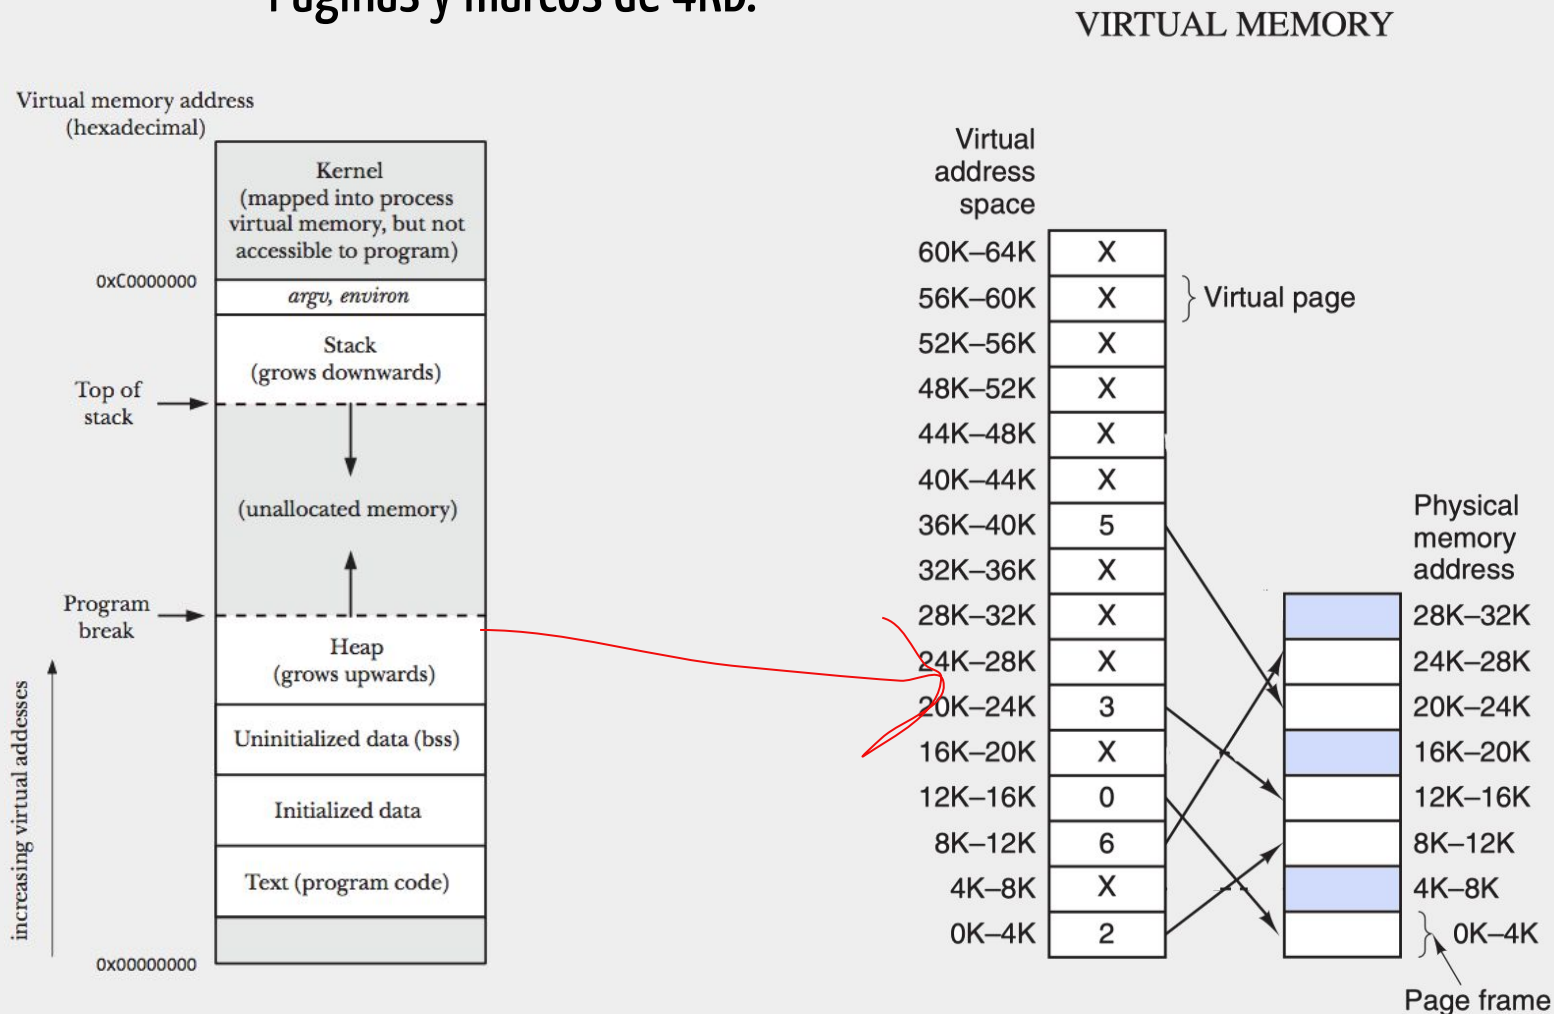 Páginas y marcos de 4KB.
VIRTUAL MEMORY
Virtual memory address
(hexadecimal)
Kernel
(mapped into process
virtual memory, but not
accessible to program)
0xC0000000
argv, environ
Stack
(grows downwards)
Top of
stack
(unallocated memory)
Program
break
Heap
(grows upwards)
Uninitialized data (bss)
Initialized data
Text (program code)
0x00000000
increasing virtual addesses
Virtual
address
space
60K–64K X
56K–60K X
Virtual page
52K–56K X
48K–52K X
44K–48K X
40K–44K X
36K–40K 5
32K–36K X
28K–32K X
24K–28K X
20K–24K 3
16K–20K X
12K–16K 0
8K–12K 6
4K–8K X
0K–4K 2
Physical
memory
address
28K–32K
24K–28K
20K–24K
16K–20K
12K–16K
8K–12K
4K–8K
0K–4K
Page frame